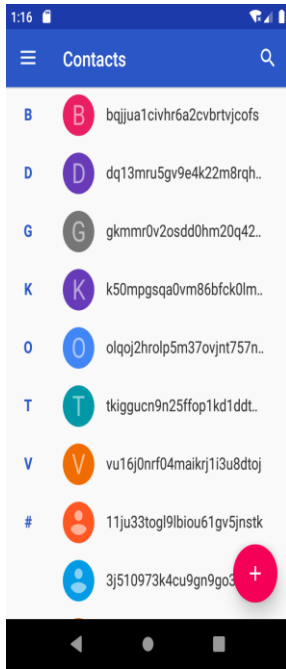 1:16
Contacts
B
B bqjjua1civhr6a2cvbrtvjcofs
D
D dq13mru5gv9e4k22m8rqh..
G
G gkmmr0v2osdd0hm20q42..
K
K k50mpgsqa0vm86bfck0lm..
O
O olqoj2hrolp5m37ovjnt757n..
T
T tkiggucn9n25ffop1kd1ddt..
V
V vu16j0nrf04maikrj1i3u8dtoj
#
11ju33togl9lbiou61gv5jnstk
3j510973k4cu9gn9go3
+